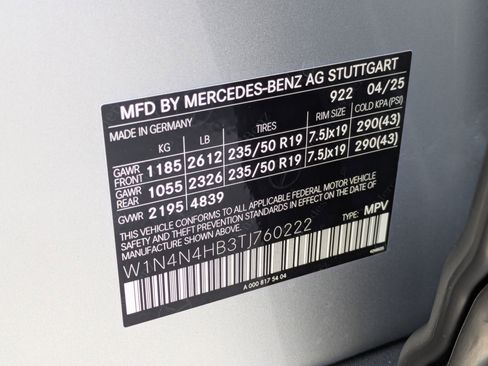 MFD BY MERCEDES-BENZ AG STUTTGART
922 04/25
MADE IN GERMANY
KG LB TIRES RIM SIZE COLD KPA (PSI)
GAWR FRONT 1185 2612 235/50 R19 7.5Jx19 290(43)
GAWR REAR 1055 2326 235/50 R19 7.5Jx19 290(43)
GVWR 2195 4839
THIS VEHICLE CONFORMS TO ALL APPLICABLE FEDERAL MOTOR VEHICLE
SAFETY AND THEFT PREVENTION STANDARDS IN EFFECT ON THE DATE OF
MANUFACTURE SHOWN ABOVE.
TYPE: MPV
W1N4N4HB3TJ760222
A 000 817 54 04